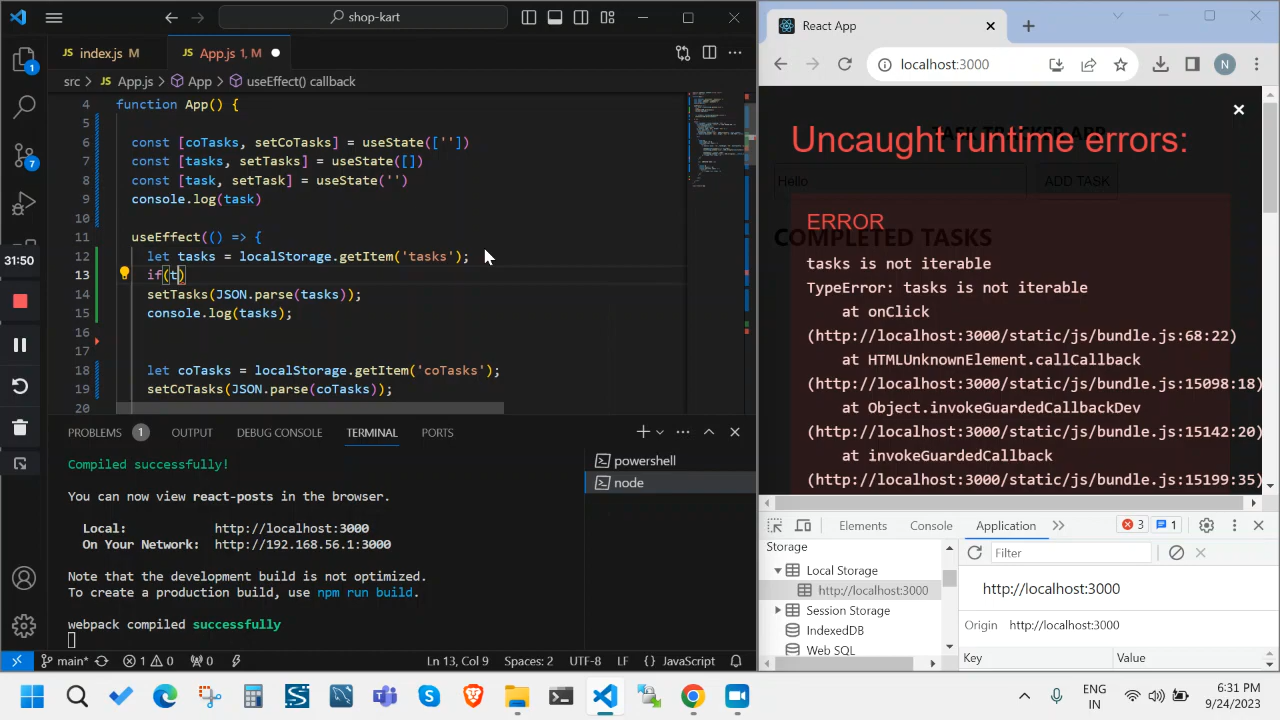 shop-kart
index.js M
App.js 1, M
src > App.js > App > useEffect() callback
4 function App() {
5
6 const [coTasks, setCoTasks] = useState([''])
7 const [tasks, setTasks] = useState([])
8 const [task, setTask] = useState('')
9 console.log(task)
10
11 useEffect(() => {
12 let tasks = localStorage.getItem('tasks');
13 if(t)
14 setTasks(JSON.parse(tasks));
15 console.log(tasks);
16
17
18 let coTasks = localStorage.getItem('coTasks');
19 setCoTasks(JSON.parse(coTasks));
20
1
7
31:50
PROBLEMS 1 OUTPUT DEBUG CONSOLE TERMINAL PORTS
Compiled successfully!
You can now view react-posts in the browser.
Local: http://localhost:3000
On Your Network: http://192.168.56.1:3000
Note that the development build is not optimized.
To create a production build, use npm run build.
webpack compiled successfully
powershell
node
main* 1 0 0 Ln 13, Col 9 Spaces: 2 UTF-8 LF {} JavaScript
React App
localhost:3000
N
TASK TRACKER APP
Uncaught runtime errors:
Hello ADD TASK
ERROR
COMPLETED TASKS
tasks is not iterable
TypeError: tasks is not iterable
at onClick
(http://localhost:3000/static/js/bundle.js:68:22)
at HTMLUnknownElement.callCallback
(http://localhost:3000/static/js/bundle.js:15098:18)
at Object.invokeGuardedCallbackDev
(http://localhost:3000/static/js/bundle.js:15142:20)
at invokeGuardedCallback
(http://localhost:3000/static/js/bundle.js:15199:35)
Elements Console Application 3 1
Storage
Local Storage
http://localhost:3000
Session Storage
IndexedDB
Web SQL
Filter
http://localhost:3000
Origin http://localhost:3000
Key Value
ENG
IN
6:31 PM
9/24/2023